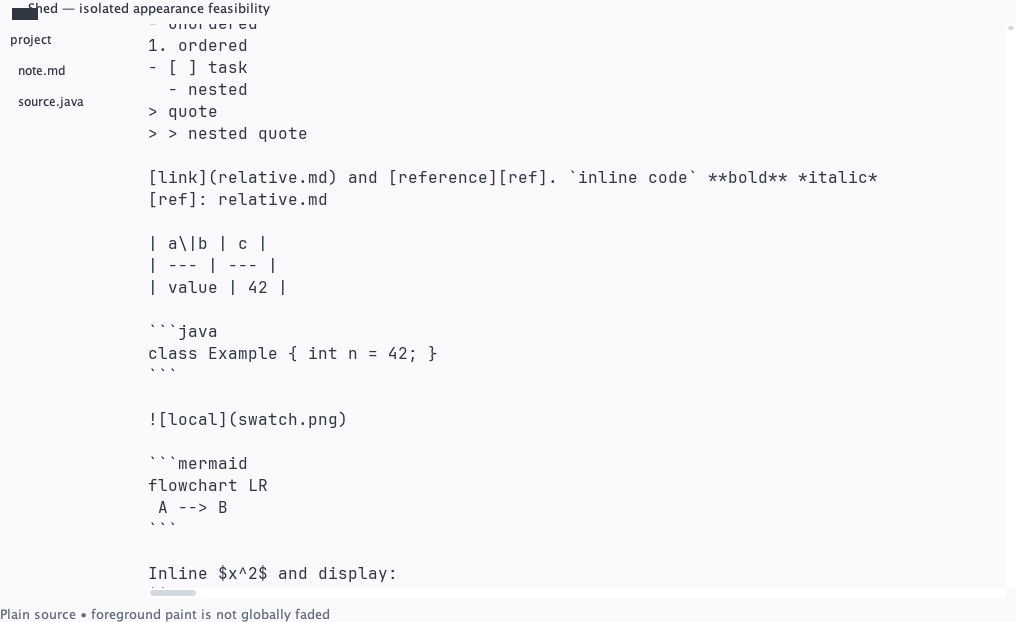 Shed — isolated appearance feasibility
project
note.md
source.java
- unordered
1. ordered
- [ ] task
  - nested
> quote
> > nested quote
[link](relative.md) and [reference][ref]. `inline code` **bold** *italic*
[ref]: relative.md
| a\|b | c |
| --- | --- |
| value | 42 |
```java
class Example { int n = 42; }
```
![local](swatch.png)
```mermaid
flowchart LR
 A --> B
```
Inline $x^2$ and display:
Plain source • foreground paint is not globally faded